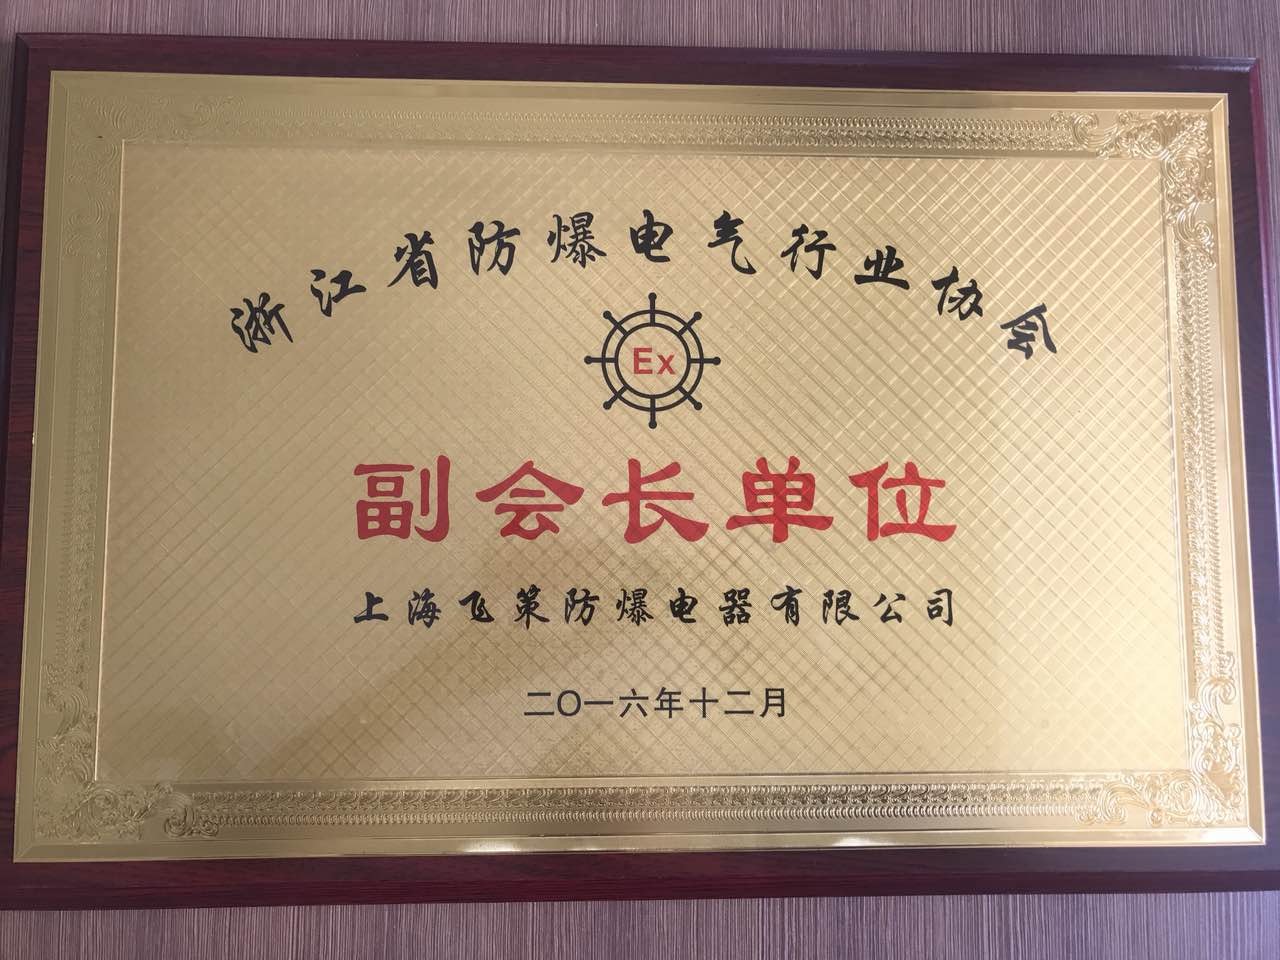 浙江省防爆电气行业协会
Ex
副会长单位
上海飞策防爆电器有限公司
二〇一六年十二月